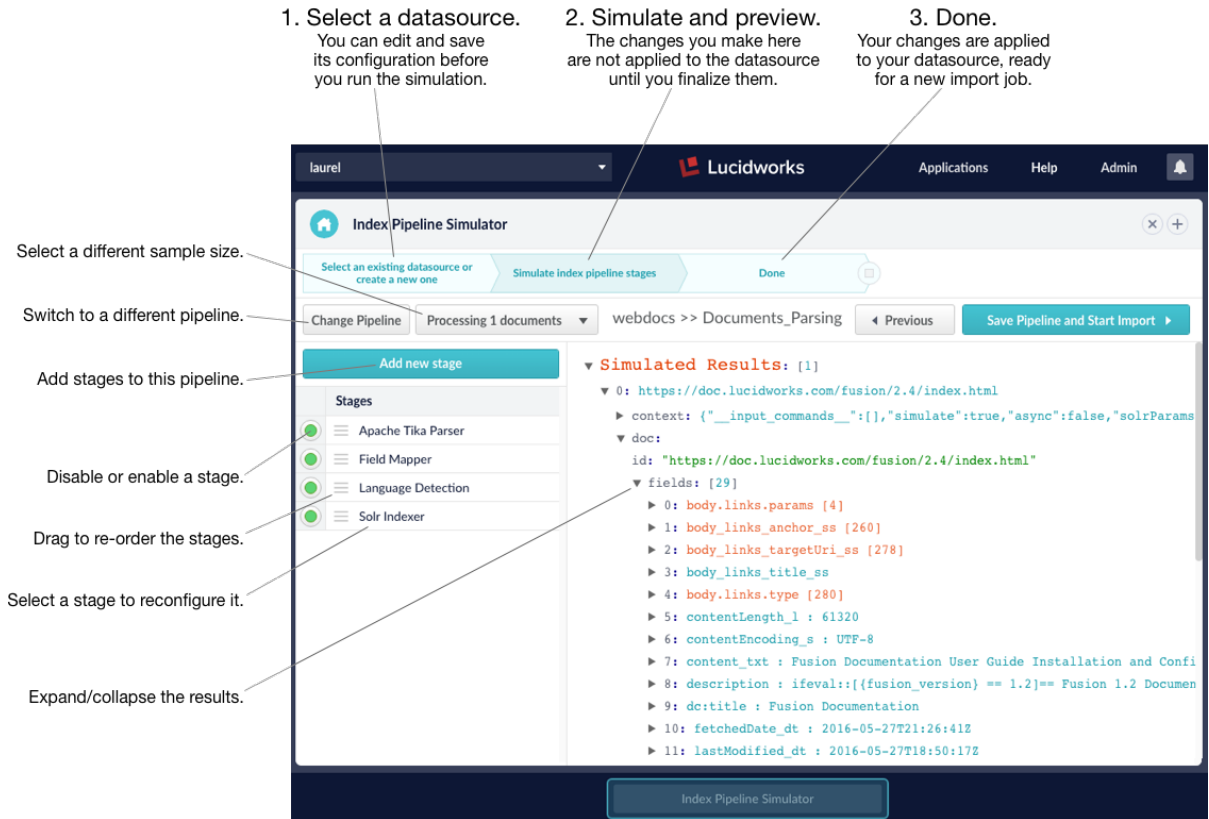 1. Select a datasource.
You can edit and save
its configuration before
you run the simulation.
2. Simulate and preview.
The changes you make here
are not applied to the datasource
until you finalize them.
3. Done.
Your changes are applied
to your datasource, ready
for a new import job.
laurel
Lucidworks
Applications
Help
Admin
Index Pipeline Simulator
Select an existing datasource or
create a new one
Simulate index pipeline stages
Done
Select a different sample size.
Switch to a different pipeline.
Add stages to this pipeline.
Disable or enable a stage.
Drag to re-order the stages.
Select a stage to reconfigure it.
Expand/collapse the results.
Change Pipeline
Processing 1 documents
webdocs >> Documents_Parsing
Previous
Save Pipeline and Start Import
Add new stage
Stages
Apache Tika Parser
Field Mapper
Language Detection
Solr Indexer
Simulated Results: [1]
0: https://doc.lucidworks.com/fusion/2.4/index.html
context: {"__input_commands__":[],"simulate":true,"async":false,"solrParams
doc:
id: "https://doc.lucidworks.com/fusion/2.4/index.html"
fields: [29]
0: body.links.params [4]
1: body_links_anchor_ss [260]
2: body_links_targetUri_ss [278]
3: body_links_title_ss
4: body.links.type [280]
5: contentLength_l : 61320
6: contentEncoding_s : UTF-8
7: content_txt : Fusion Documentation User Guide Installation and Confi
8: description : ifeval::[{fusion_version} == 1.2]== Fusion 1.2 Documen
9: dc:title : Fusion Documentation
10: fetchedDate_dt : 2016-05-27T21:26:41Z
11: lastModified_dt : 2016-05-27T18:50:17Z
Index Pipeline Simulator